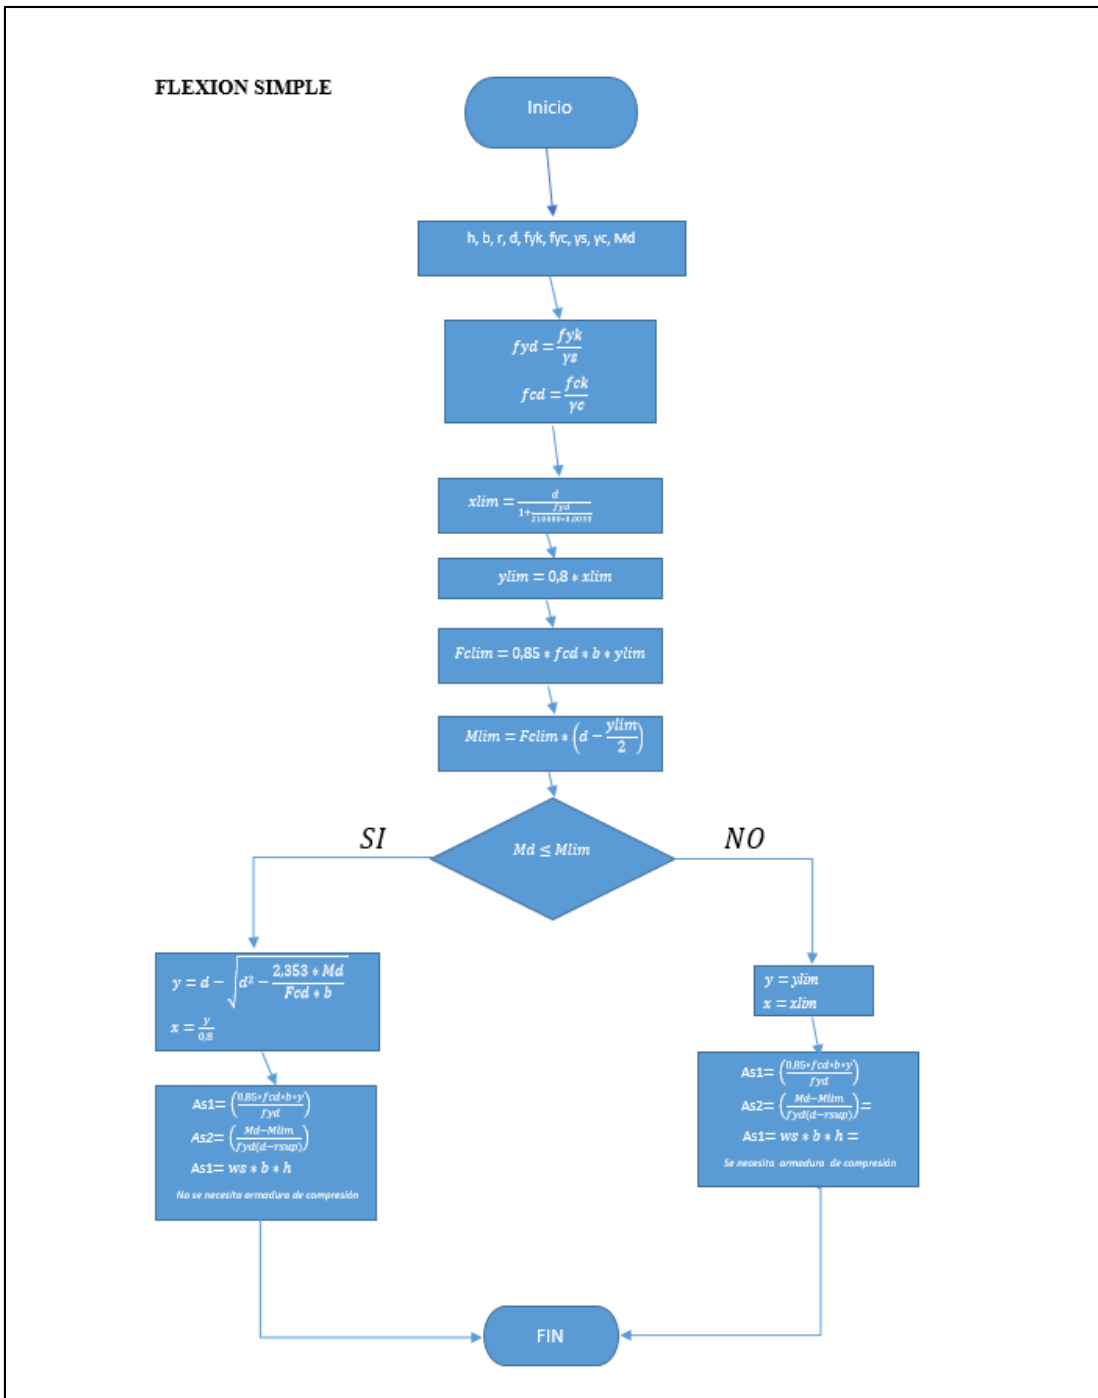 FLEXION SIMPLE
Inicio
h, b, r, d, fyk, fyc, γs, γc, Md
fyd = fyk/γs
fcd = fck/γc
xlim = d/(1+fyd/(210000*0,0035))
ylim = 0,8 * xlim
Fclim = 0,85 * fcd * b * ylim
Mlim = Fclim * (d − ylim/2)
Md ≤ Mlim
SI
NO
y = d − √(d² − (2,353 * Md)/(Fcd * b))
x = y/0,8
As1= (0,85*fcd*b*y/fyd)
As2= (Md−Mlim/fyd(d−rsup))
As1= ws * b * h
No se necesita armadura de compresión
y = ylim
x = xlim
As1= (0,85*fcd*b*y/fyd)
As2= (Md−Mlim/fyd(d−rsup))=
As1= ws * b * h =
Se necesita armadura de compresión
FIN